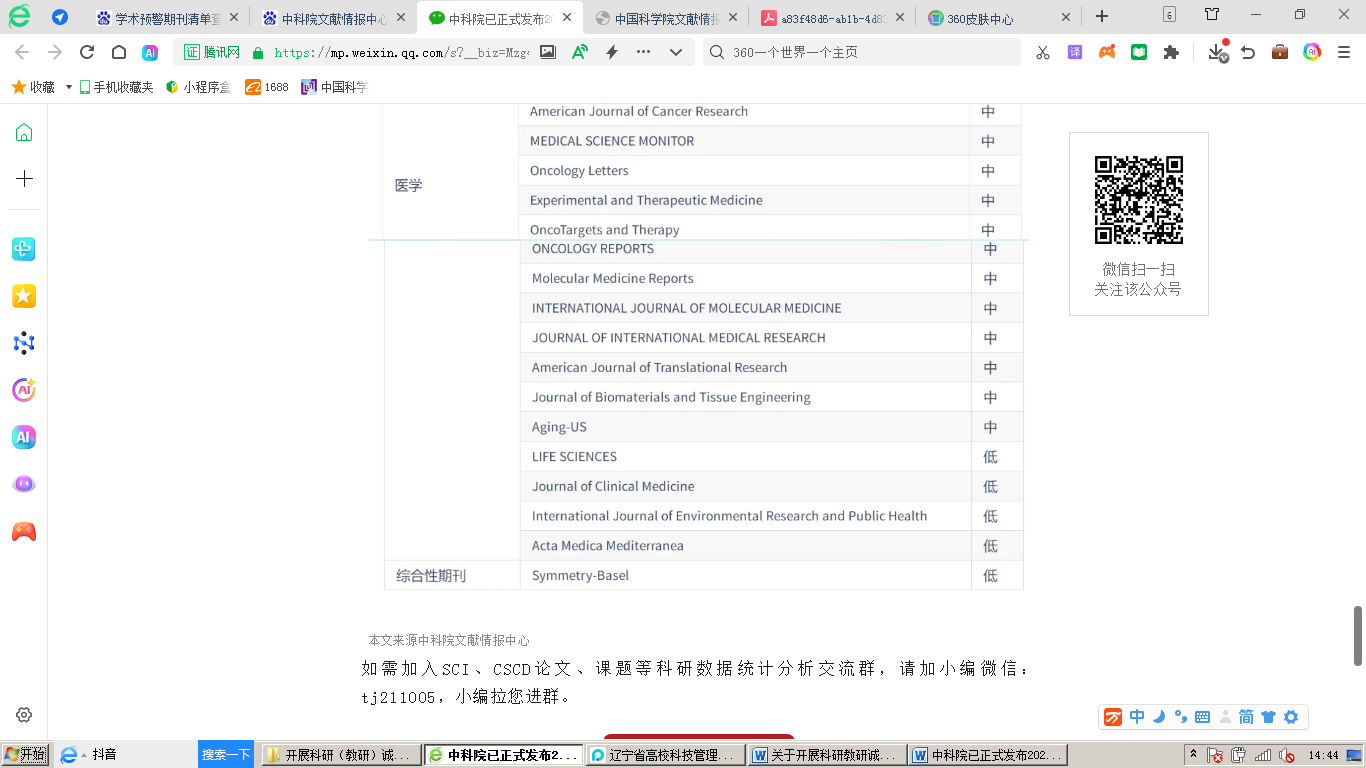 学术预警期刊清单查
中科院文献情报中心
中科院已正式发布20
中国科学院文献情报
a83f48d6-ab1b-4d8
360皮肤中心
6
AI
证 腾讯网 https://mp.weixin.qq.com/s?__biz=Mzs
360一个世界一个主页
译
收藏 手机收藏夹 小程序盒 1688 中国科学
American Journal of Cancer Research 中
MEDICAL SCIENCE MONITOR 中
Oncology Letters 中
医学
Experimental and Therapeutic Medicine 中
OncoTargets and Therapy 中
ONCOLOGY REPORTS 中
Molecular Medicine Reports 中
INTERNATIONAL JOURNAL OF MOLECULAR MEDICINE 中
JOURNAL OF INTERNATIONAL MEDICAL RESEARCH 中
American Journal of Translational Research 中
Journal of Biomaterials and Tissue Engineering 中
Aging-US 中
LIFE SCIENCES 低
Journal of Clinical Medicine 低
International Journal of Environmental Research and Public Health 低
Acta Medica Mediterranea 低
综合性期刊 Symmetry-Basel 低
微信扫一扫
关注该公众号
AI
AI
本文来源中科院文献情报中心
如需加入SCI、CSCD论文、课题等科研数据统计分析交流群，请加小编微信：
tj211005，小编拉您进群。
中 简
开始
抖音
搜索一下
开展科研（教研）诚...
中科院已正式发布2...
辽宁省高校科技管理...
关于开展科研教研诚...
中科院已正式发布202...
14:44